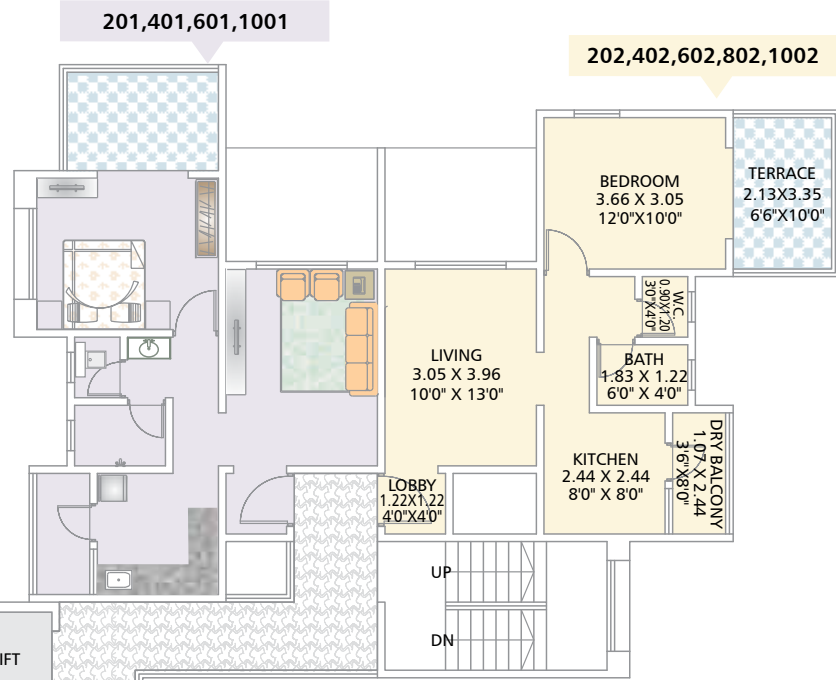 201,401,601,1001
202,402,602,802,1002
BEDROOM
3.66 X 3.05
12'0"X10'0"
TERRACE
2.13X3.35
6'6"X10'0"
W.C.
0.90X1.20
3'0"X4'0"
LIVING
3.05 X 3.96
10'0" X 13'0"
BATH
1.83 X 1.22
6'0" X 4'0"
KITCHEN
2.44 X 2.44
8'0" X 8'0"
DRY BALCONY
1.07 X 2.44
3'6"X8'0"
LOBBY
1.22X1.22
4'0"X4'0"
UP
DN
IFT